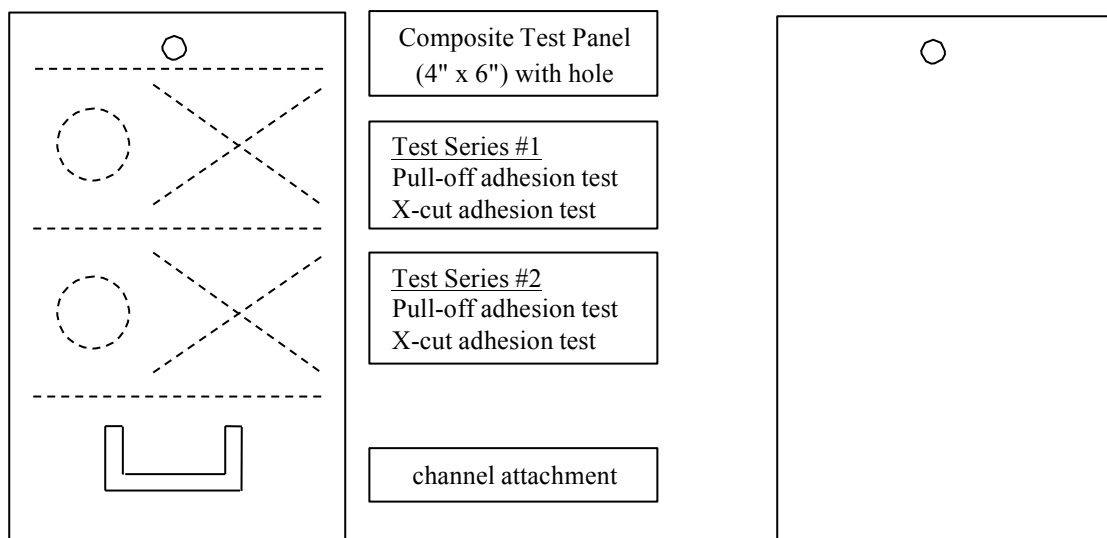 Composite Test Panel
(4" x 6") with hole
Test Series #1
Pull-off adhesion test
X-cut adhesion test
Test Series #2
Pull-off adhesion test
X-cut adhesion test
channel attachment